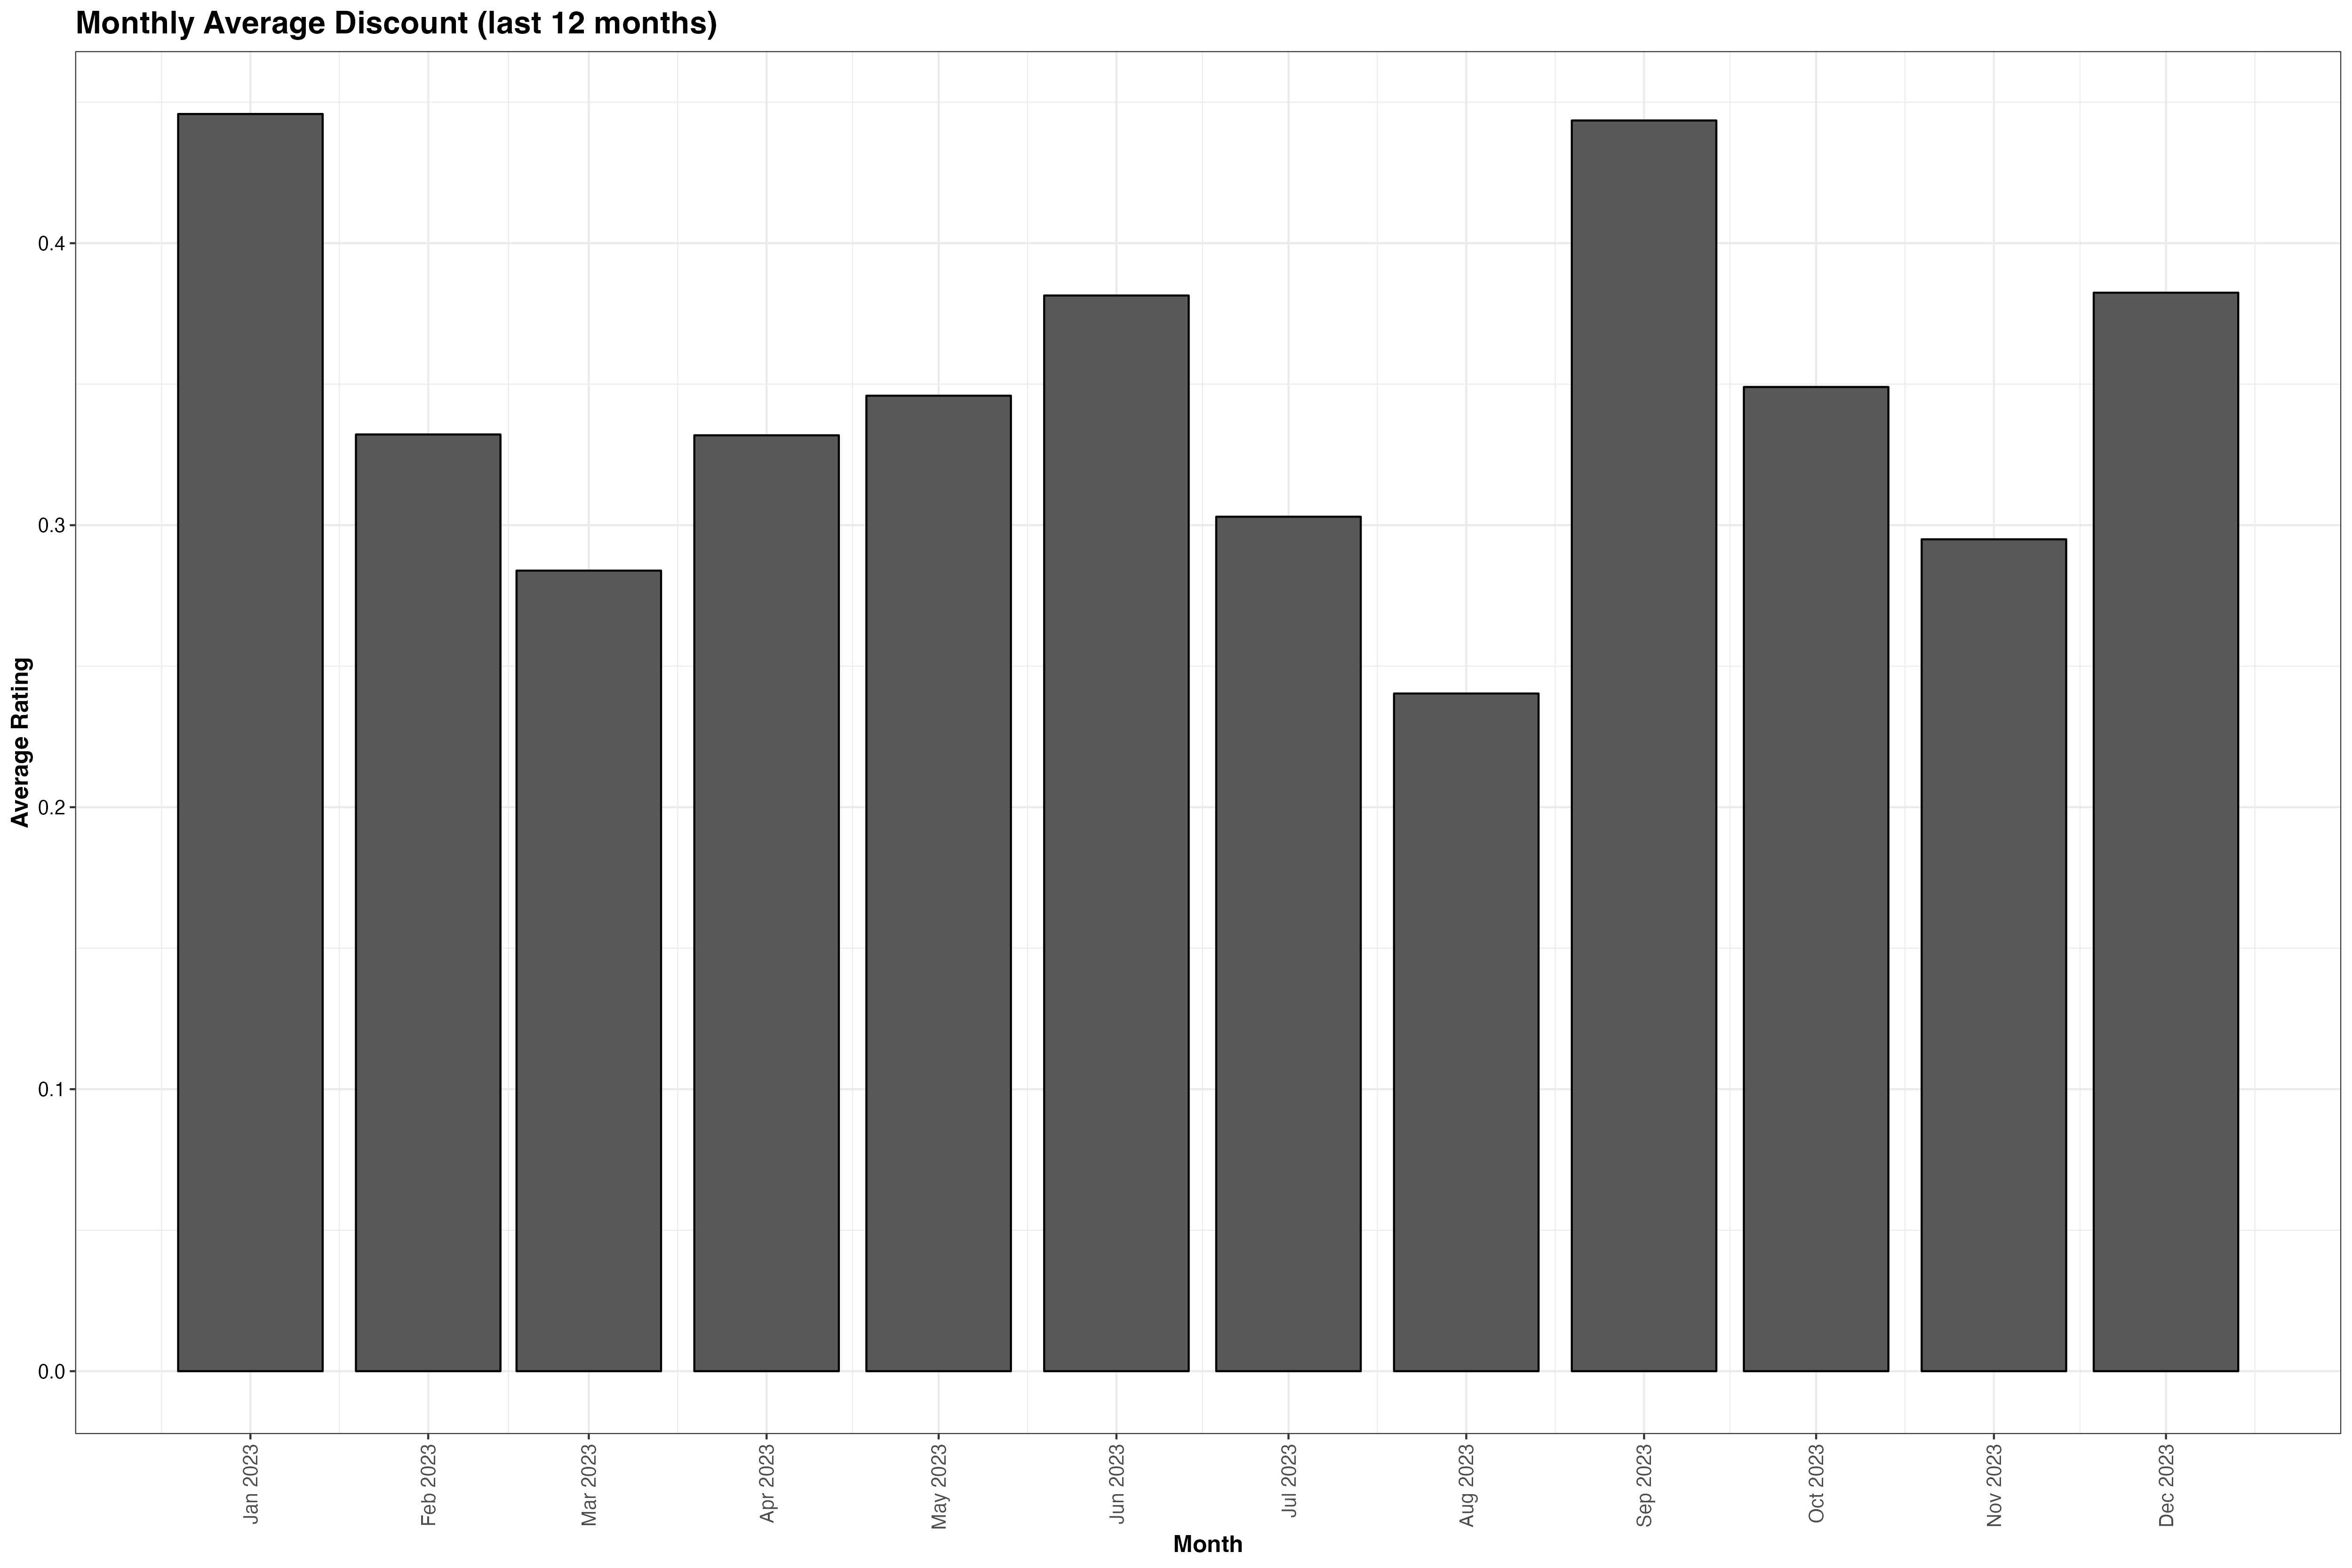 Monthly Average Discount (last 12 months)
Average Rating
0.4
0.3
0.2
0.1
0.0
Jan 2023
Feb 2023
Mar 2023
Apr 2023
May 2023
Jun 2023
Jul 2023
Aug 2023
Sep 2023
Oct 2023
Nov 2023
Dec 2023
Month